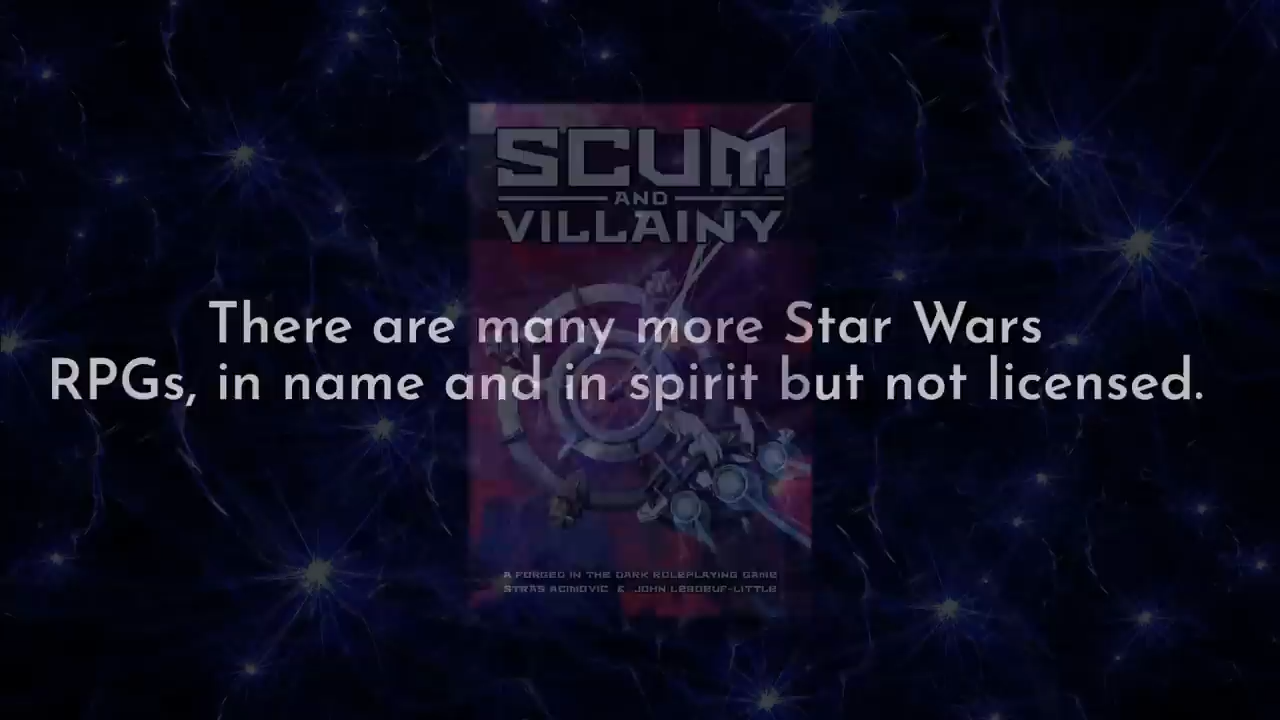 SCUM
AND
VILLAINY
There are many more Star Wars
RPGs, in name and in spirit but not licensed.
A FORGED IN THE DARK ROLEPLAYING GAME
STRAS ACIMOVIC & JOHN LEBOEUF-LITTLE